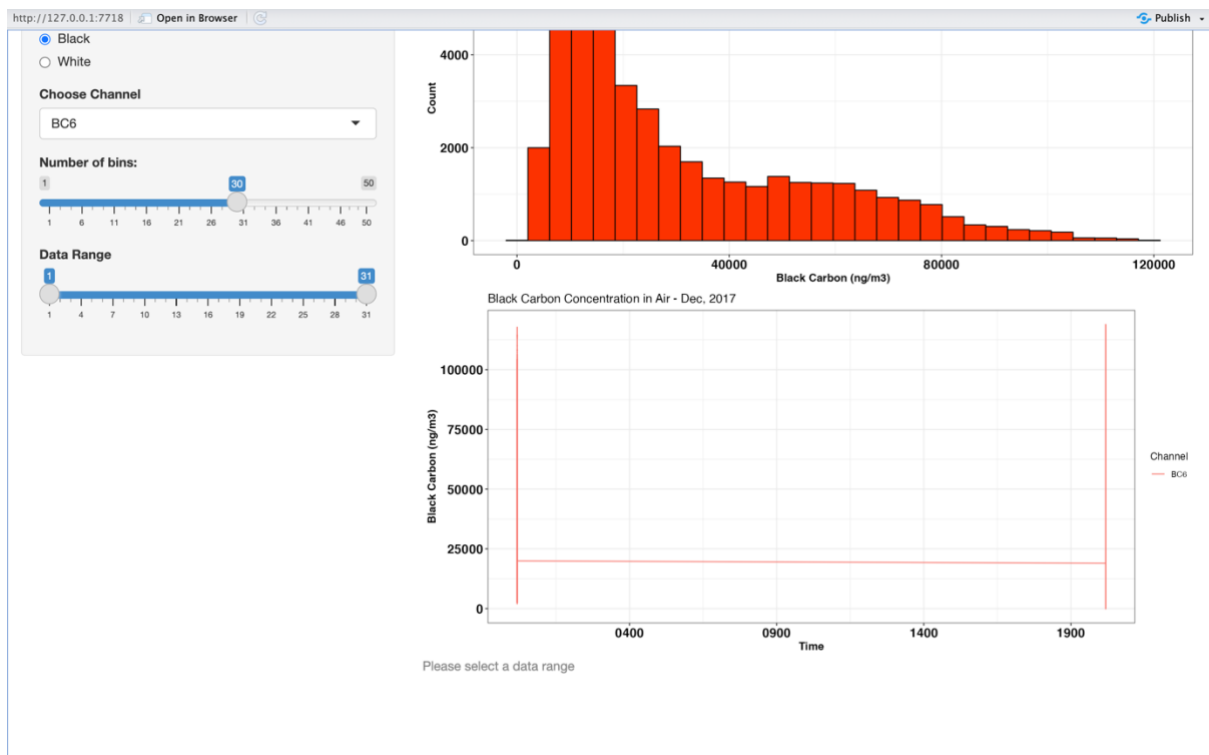 http://127.0.0.1:7718 Open in Browser Publish
Black
White
Choose Channel
BC6
Number of bins:
1 30 50
1 6 11 16 21 26 31 36 41 46 50
Data Range
1 31
1 4 7 10 13 16 19 22 25 28 31
4000
2000
0
Count
0 40000 80000 120000
Black Carbon (ng/m3)
Black Carbon Concentration in Air - Dec, 2017
100000
75000
50000
25000
0
Black Carbon (ng/m3)
0400 0900 1400 1900
Time
Channel
BC6
Please select a data range